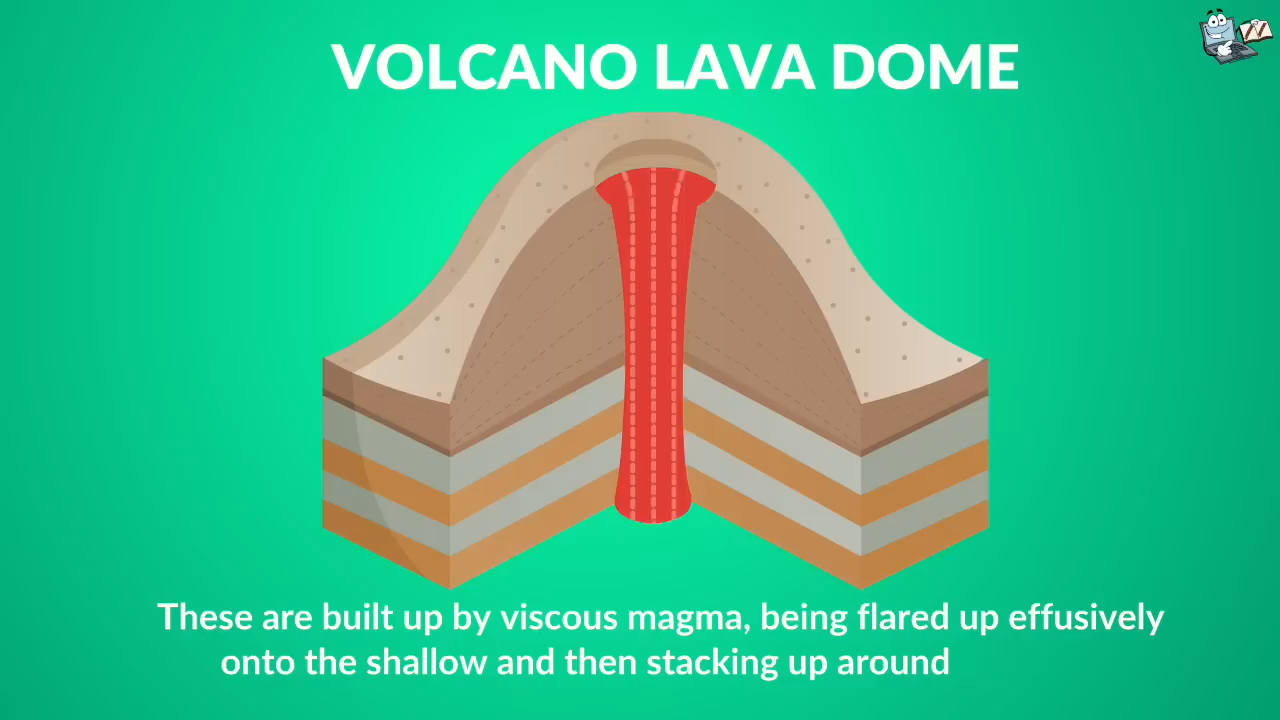 VOLCANO LAVA DOME
These are built up by viscous magma, being flared up effusively
onto the shallow and then stacking up around